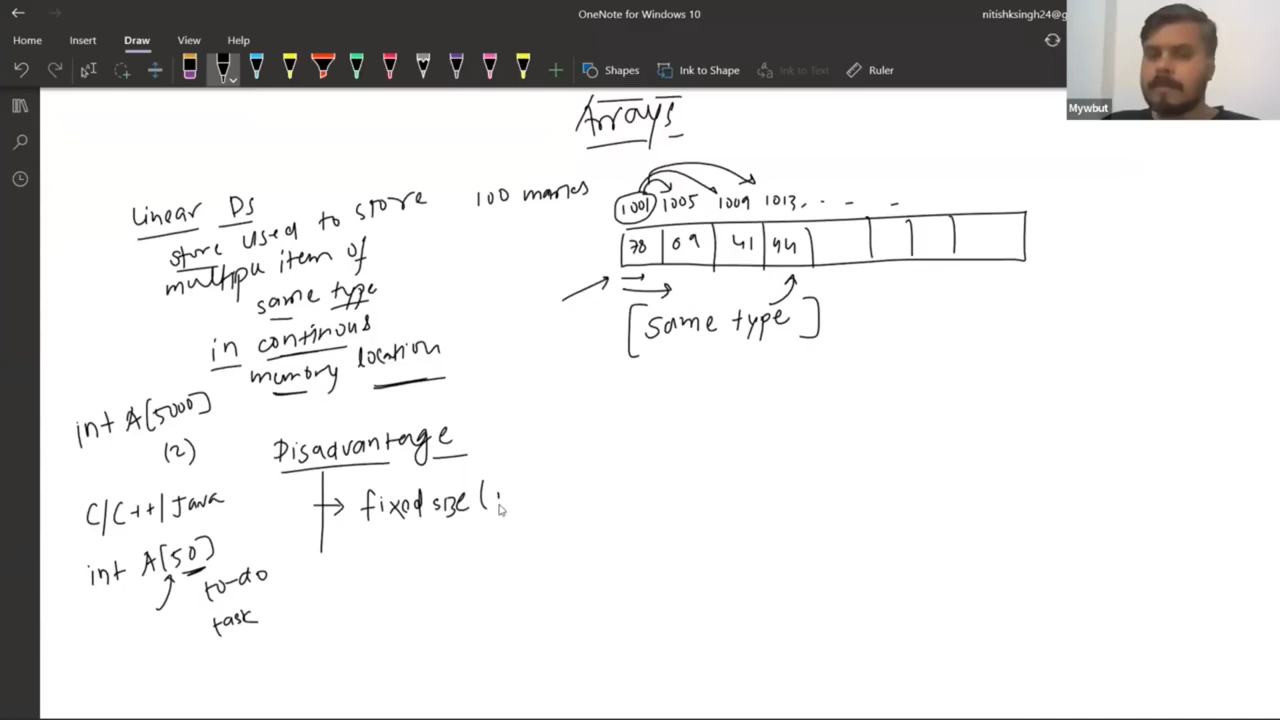 OneNote for Windows 10
nitishksingh24@g
Home Insert Draw View Help
Shapes Ink to Shape Ink to Text Ruler
Mywbut
Arrays
Linear DS
store used to store
multiple item of
same type
in continous
memory location
100 marks
1001 1005 1009 1013, . - -
78 69 41 94
[same type]
int A[5000]
(2)
C/C++/Java
int A[50]
to-do
task
Disadvantage
→ fixed size (